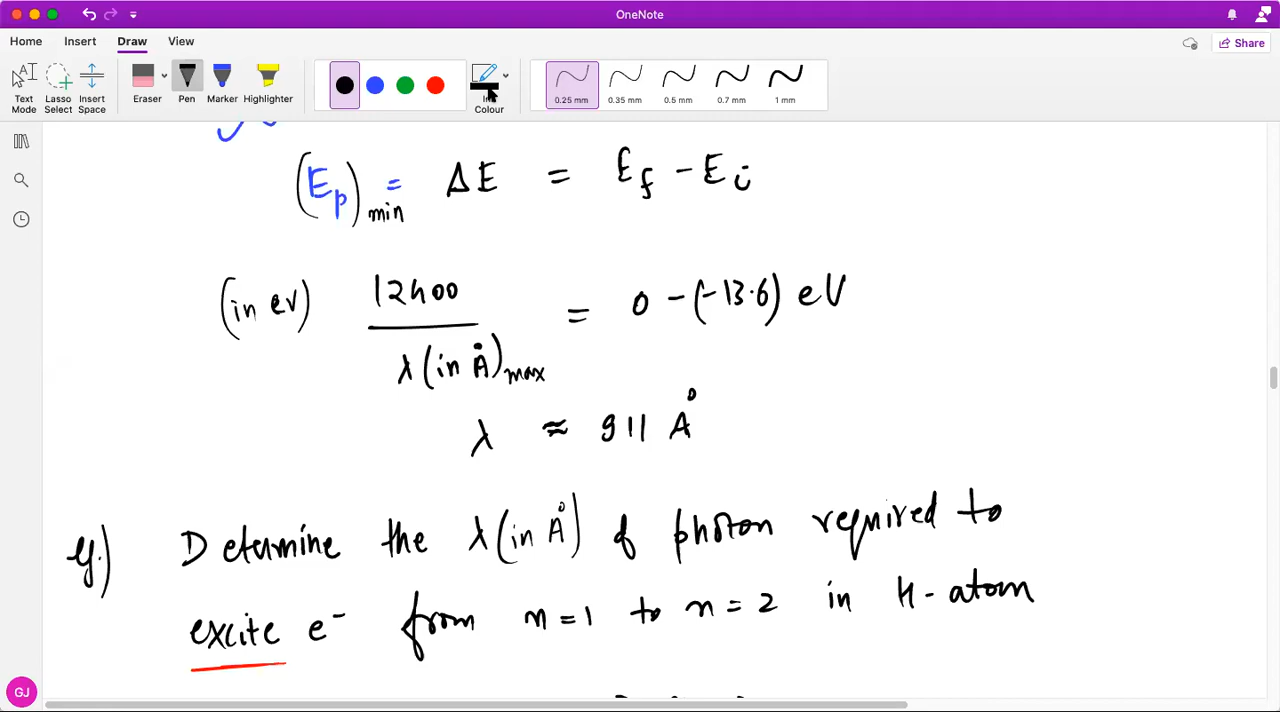 OneNote
Home Insert Draw View
Share
Text Mode
Lasso Select
Insert Space
Eraser
Pen
Marker
Highlighter
Colour
0.25 mm
0.35 mm
0.5 mm
0.7 mm
1 mm
(Ep)min = ΔE = Ef - Ei
(in eV) 12400 / λ(in Å)max = 0 - (-13.6) eV
λ ≈ 911 Å
eg.) Determine the λ(in Å) of photon required to
excite e⁻ from n=1 to n=2 in H-atom
GJ